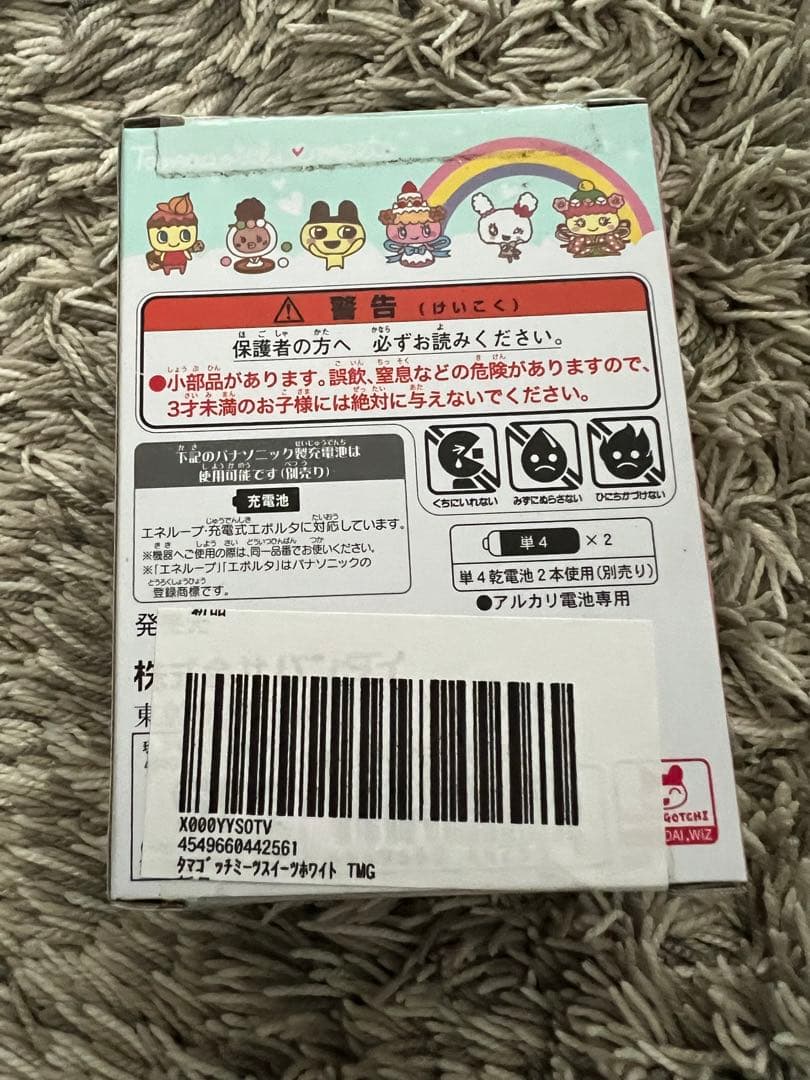 警告(けいこく)
保護者の方へ 必ずお読みください。
●小部品があります。誤飲、窒息などの危険がありますので、
3才未満のお子様には絶対に与えないでください。
下記のパナソニック製充電池は
使用可能です(別売り)
充電池
エネループ・充電式エボルタに対応しています。
※機器へご使用の際は、同一品番でお使いください。
※「エネループ」「エボルタ」はパナソニックの
登録商標です。
くちにいれない みずにぬらさない ひにちかづけない
単4 ×2
単4乾電池2本使用(別売り)
●アルカリ電池専用
発
株
東
X000YYSOTV
4549660442561
タマゴッチミーツスイーツホワイト TMG
GOTCHI
DAI,WiZ